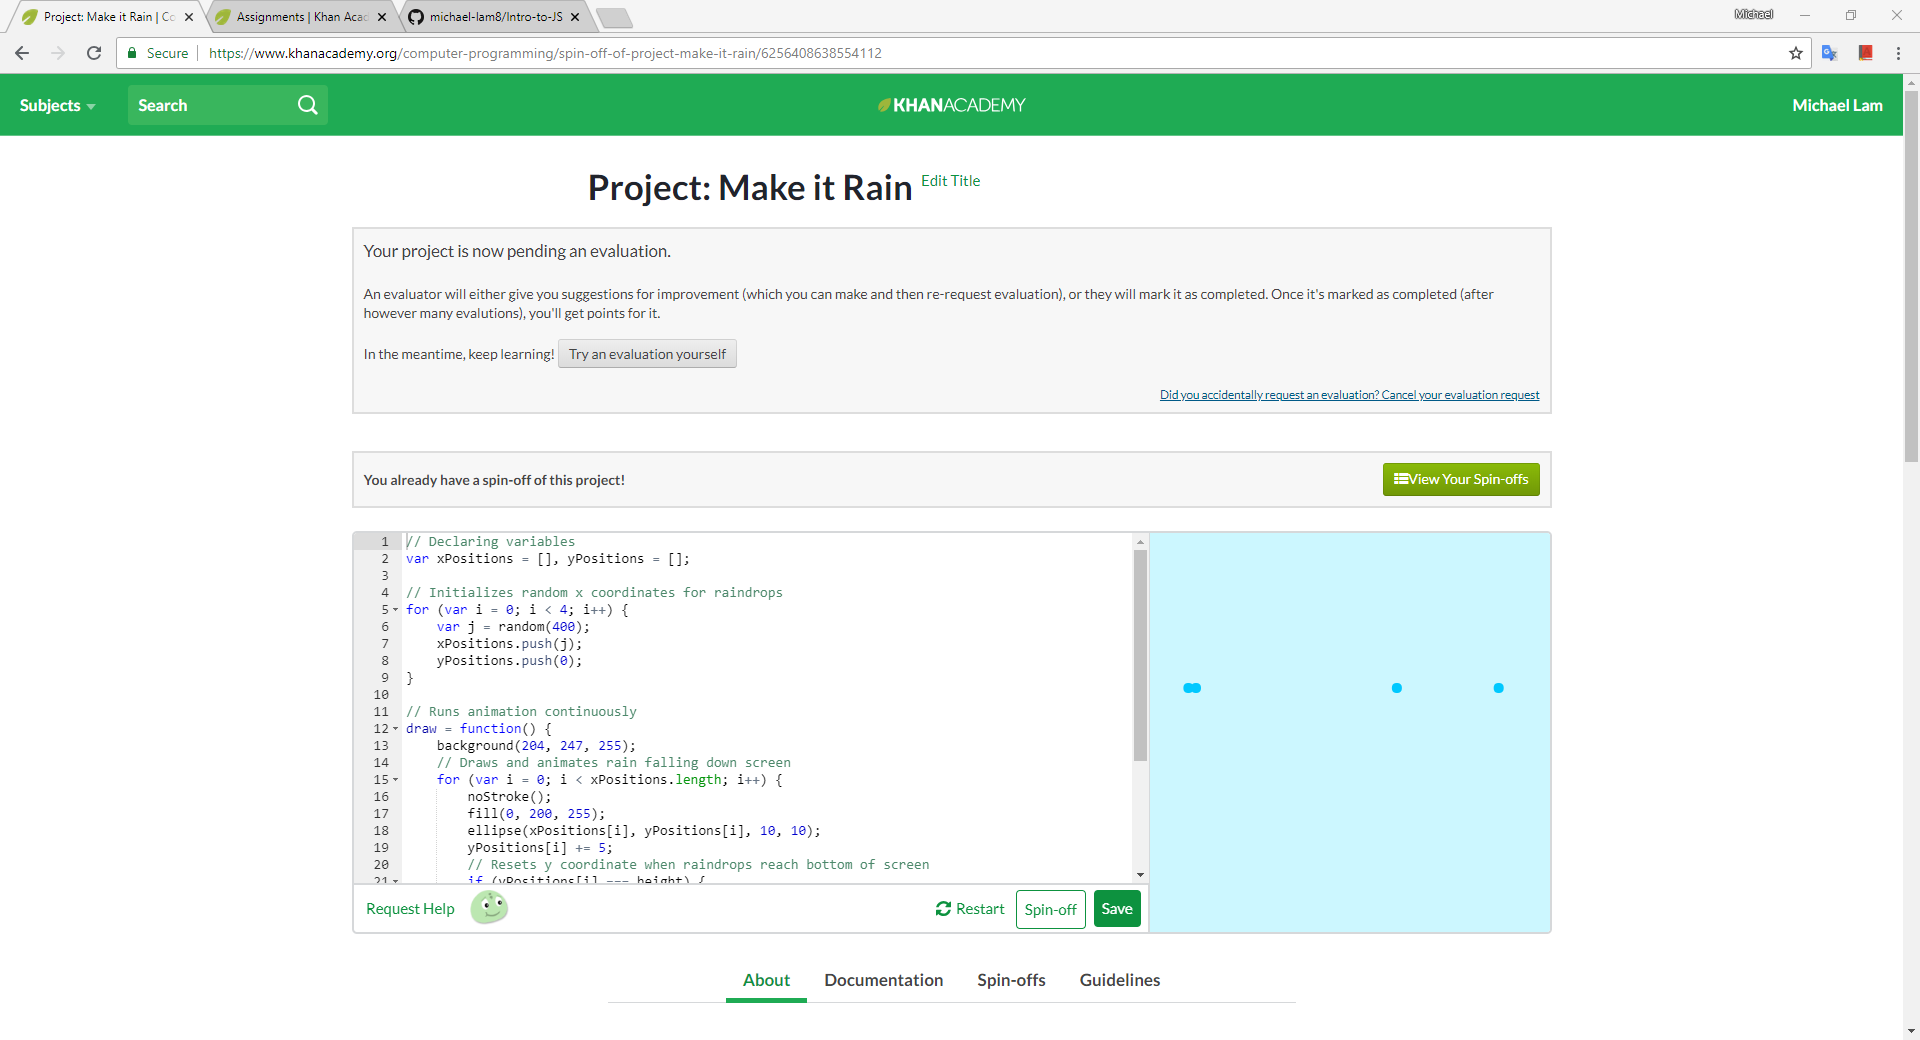 Project: Make it Rain | Co
Assignments | Khan Acad
michael-lam8/Intro-to-JS
Michael
Secure
https://www.khanacademy.org/computer-programming/spin-off-of-project-make-it-rain/6256408638554112
Subjects
Search
KHANACADEMY
Michael Lam
Project: Make it Rain
Edit Title
Your project is now pending an evaluation.
An evaluator will either give you suggestions for improvement (which you can make and then re-request evaluation), or they will mark it as completed. Once it's marked as completed (after
however many evalutions), you'll get points for it.
In the meantime, keep learning!
Try an evaluation yourself
Did you accidentally request an evaluation? Cancel your evaluation request
You already have a spin-off of this project!
View Your Spin-offs
1 // Declaring variables
2 var xPositions = [], yPositions = [];
3
4 // Initializes random x coordinates for raindrops
5 for (var i = 0; i < 4; i++) {
6 var j = random(400);
7 xPositions.push(j);
8 yPositions.push(0);
9 }
10
11 // Runs animation continuously
12 draw = function() {
13 background(204, 247, 255);
14 // Draws and animates rain falling down screen
15 for (var i = 0; i < xPositions.length; i++) {
16 noStroke();
17 fill(0, 200, 255);
18 ellipse(xPositions[i], yPositions[i], 10, 10);
19 yPositions[i] += 5;
20 // Resets y coordinate when raindrops reach bottom of screen
21 if (yPositions[i] === height) {
Request Help
Restart
Spin-off
Save
About
Documentation
Spin-offs
Guidelines